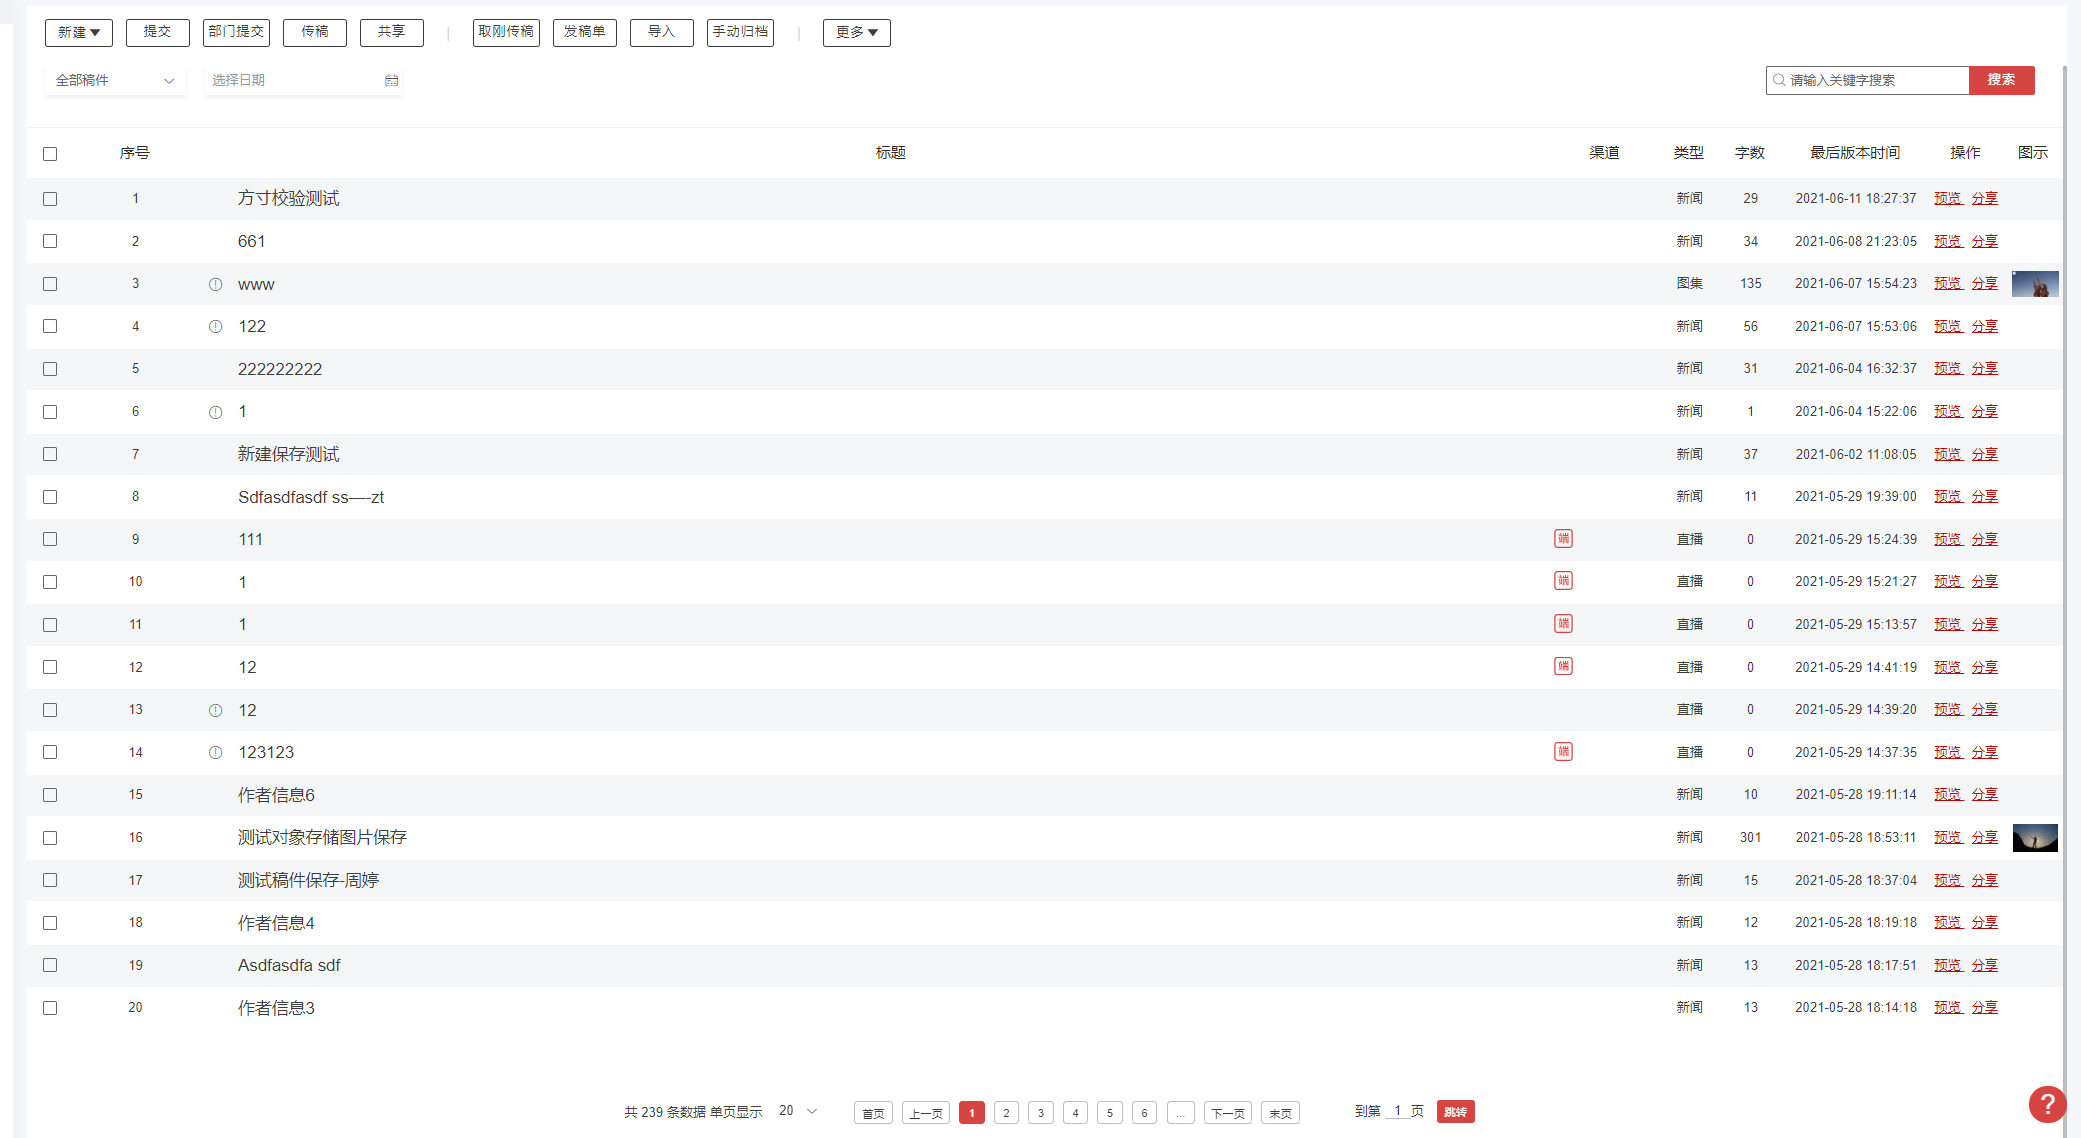 新建▼ 提交 部门提交 传稿 共享 | 取刚传稿 发稿单 导入 手动归档 | 更多▼
全部稿件 选择日期 请输入关键字搜索 搜索
序号 标题 渠道 类型 字数 最后版本时间 操作 图示
1 方寸校验测试 新闻 29 2021-06-11 18:27:37 预览 分享
2 661 新闻 34 2021-06-08 21:23:05 预览 分享
3 www 图集 135 2021-06-07 15:54:23 预览 分享
4 122 新闻 56 2021-06-07 15:53:06 预览 分享
5 222222222 新闻 31 2021-06-04 16:32:37 预览 分享
6 1 新闻 1 2021-06-04 15:22:06 预览 分享
7 新建保存测试 新闻 37 2021-06-02 11:08:05 预览 分享
8 Sdfasdfasdf ss—-zt 新闻 11 2021-05-29 19:39:00 预览 分享
9 111 端 直播 0 2021-05-29 15:24:39 预览 分享
10 1 端 直播 0 2021-05-29 15:21:27 预览 分享
11 1 端 直播 0 2021-05-29 15:13:57 预览 分享
12 12 端 直播 0 2021-05-29 14:41:19 预览 分享
13 12 直播 0 2021-05-29 14:39:20 预览 分享
14 123123 端 直播 0 2021-05-29 14:37:35 预览 分享
15 作者信息6 新闻 10 2021-05-28 19:11:14 预览 分享
16 测试对象存储图片保存 新闻 301 2021-05-28 18:53:11 预览 分享
17 测试稿件保存-周婷 新闻 15 2021-05-28 18:37:04 预览 分享
18 作者信息4 新闻 12 2021-05-28 18:19:18 预览 分享
19 Asdfasdfa sdf 新闻 13 2021-05-28 18:17:51 预览 分享
20 作者信息3 新闻 13 2021-05-28 18:14:18 预览 分享
共 239 条数据 单页显示 20 首页 上一页 1 2 3 4 5 6 ... 下一页 末页 到第 1 页 跳转
?